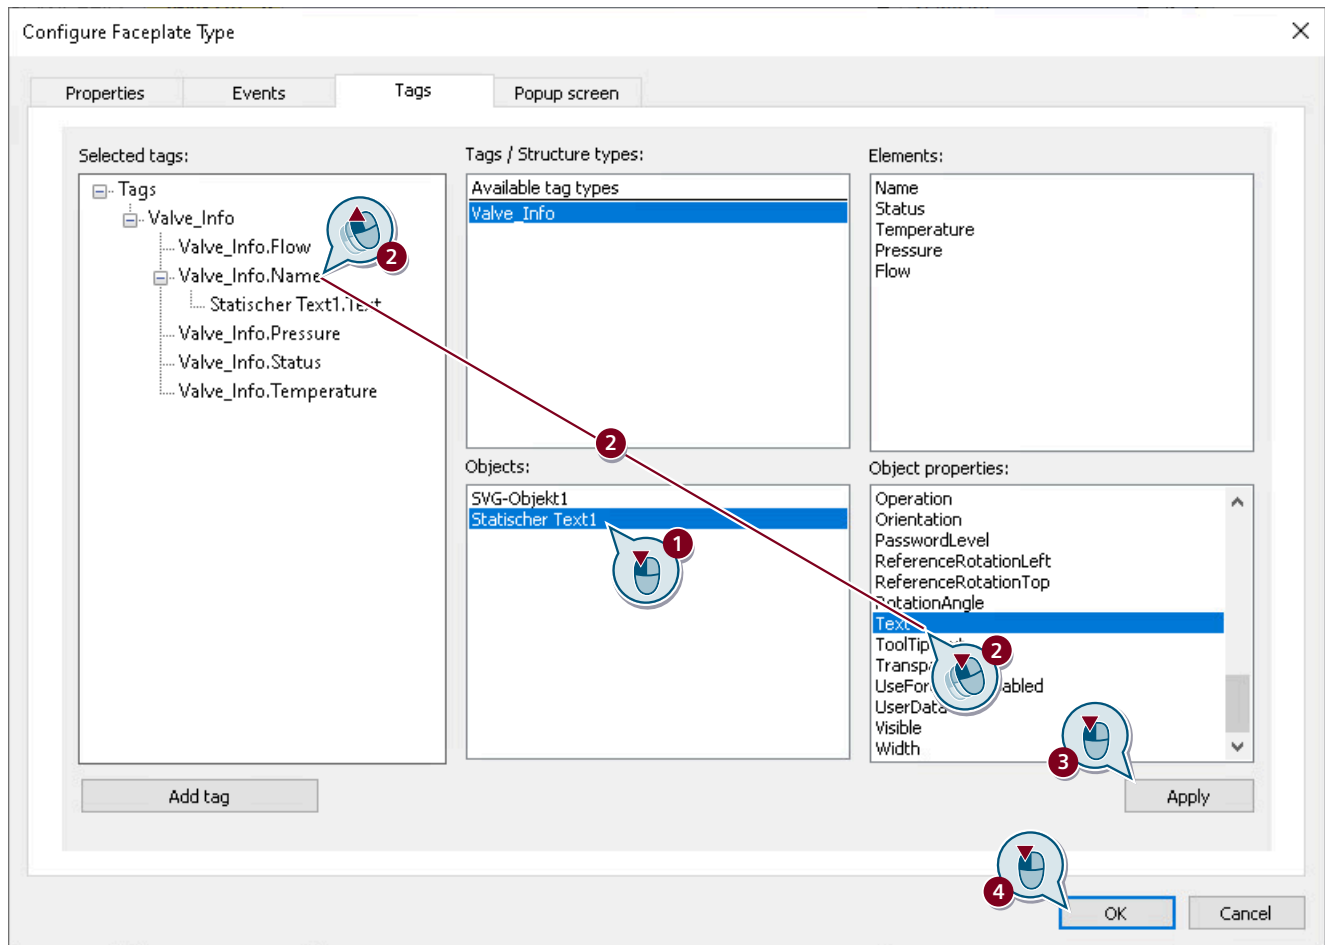 Configure Faceplate Type
Properties
Events
Tags
Popup screen
Selected tags:
Tags
Valve_Info
Valve_Info.Flow
Valve_Info.Name
Statischer Text1.Text
Valve_Info.Pressure
Valve_Info.Status
Valve_Info.Temperature
2
Add tag
Tags / Structure types:
Available tag types
Valve_Info
2
Elements:
Name
Status
Temperature
Pressure
Flow
Objects:
SVG-Objekt1
Statischer Text1
1
Object properties:
Operation
Orientation
PasswordLevel
ReferenceRotationLeft
ReferenceRotationTop
RotationAngle
Text
2
UserData
Visible
Width
3
Apply
4
OK
Cancel